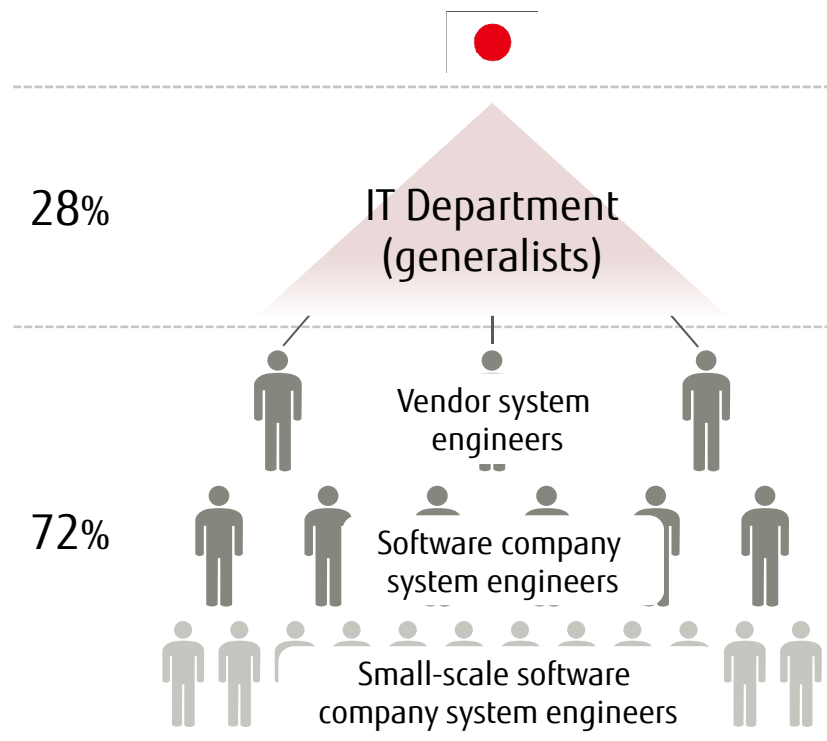 28%
IT Department
(generalists)
Vendor system
engineers
72%
Software company
system engineers
Small-scale software
company system engineers